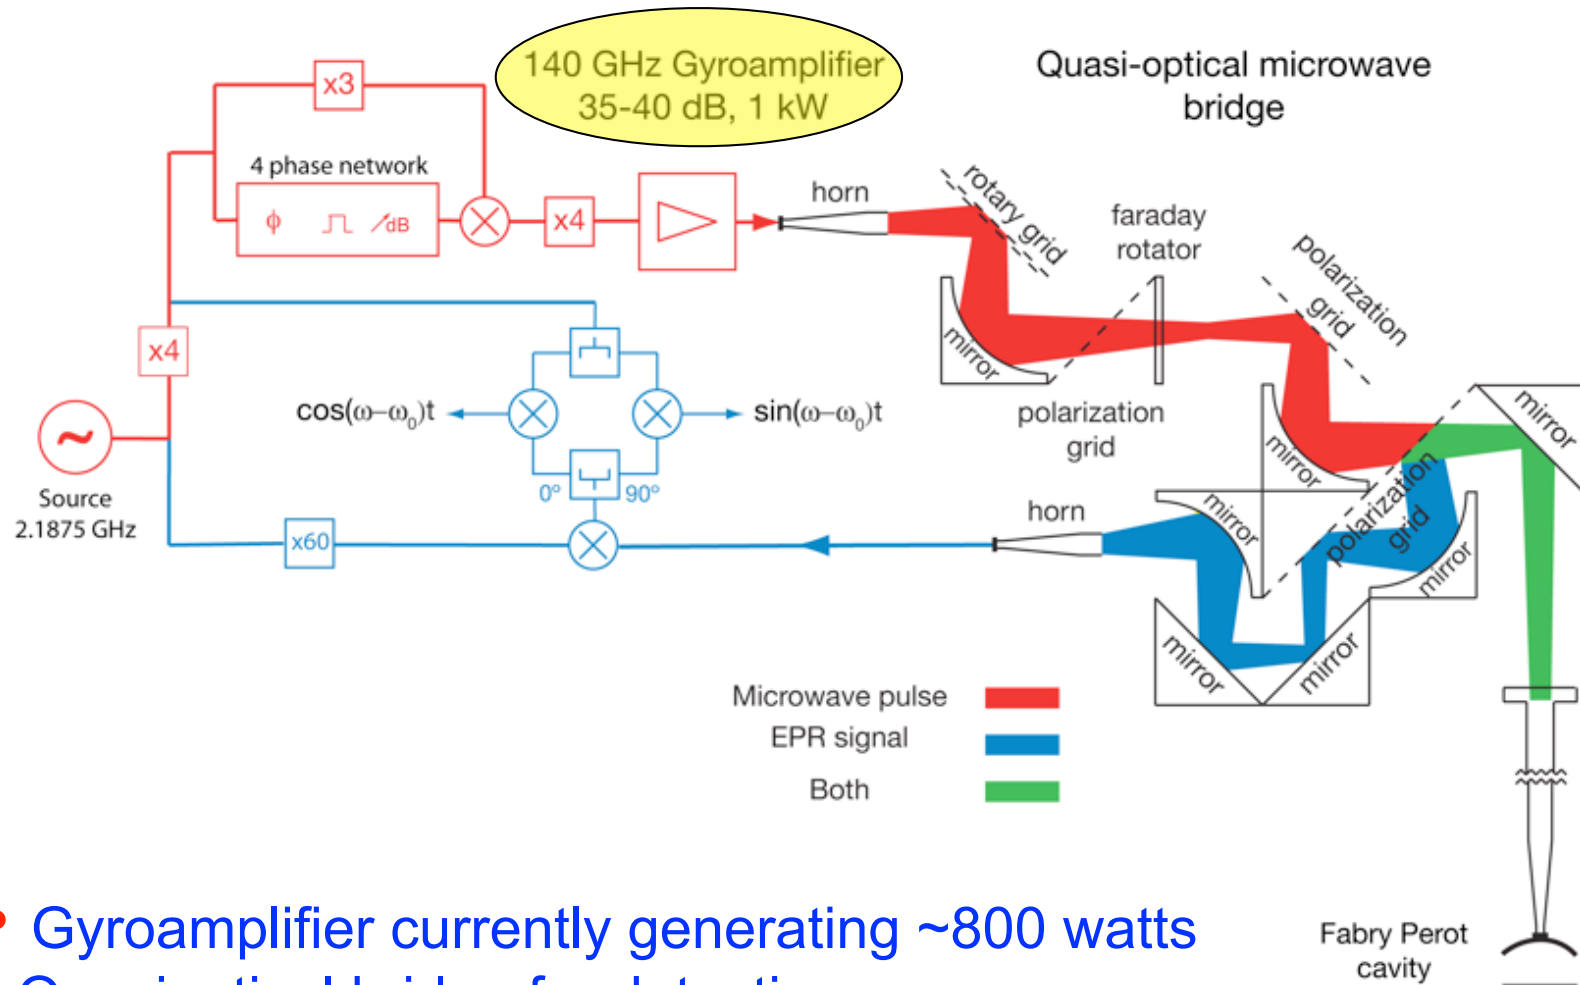 140 GHz Gyroamplifier
35-40 dB, 1 kW
Quasi-optical microwave
bridge
x3
4 phase network
ϕ
/dB
x4
horn
rotary grid
faraday
rotator
polarization
grid
mirror
polarization
grid
x4
cos(ω−ω₀)t
sin(ω−ω₀)t
0°
90°
~
Source
2.1875 GHz
x60
horn
mirror
mirror
polarization
grid
mirror
mirror
mirror
mirror
Microwave pulse
EPR signal
Both
Fabry Perot
cavity
• Gyroamplifier currently generating ~800 watts